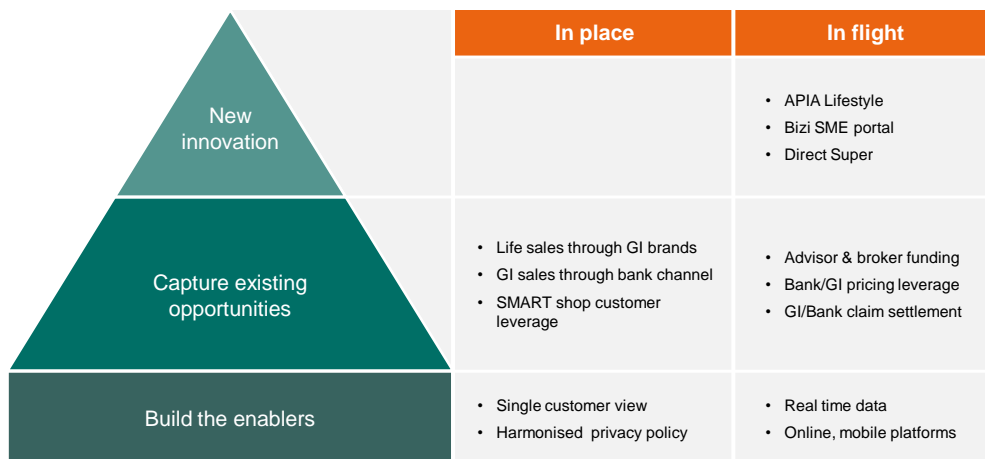 In place
In flight
New
innovation
• APIA Lifestyle
• Bizi SME portal
• Direct Super
Capture existing
opportunities
• Life sales through GI brands
• GI sales through bank channel
• SMART shop customer
leverage
• Advisor & broker funding
• Bank/GI pricing leverage
• GI/Bank claim settlement
Build the enablers
• Single customer view
• Harmonised privacy policy
• Real time data
• Online, mobile platforms